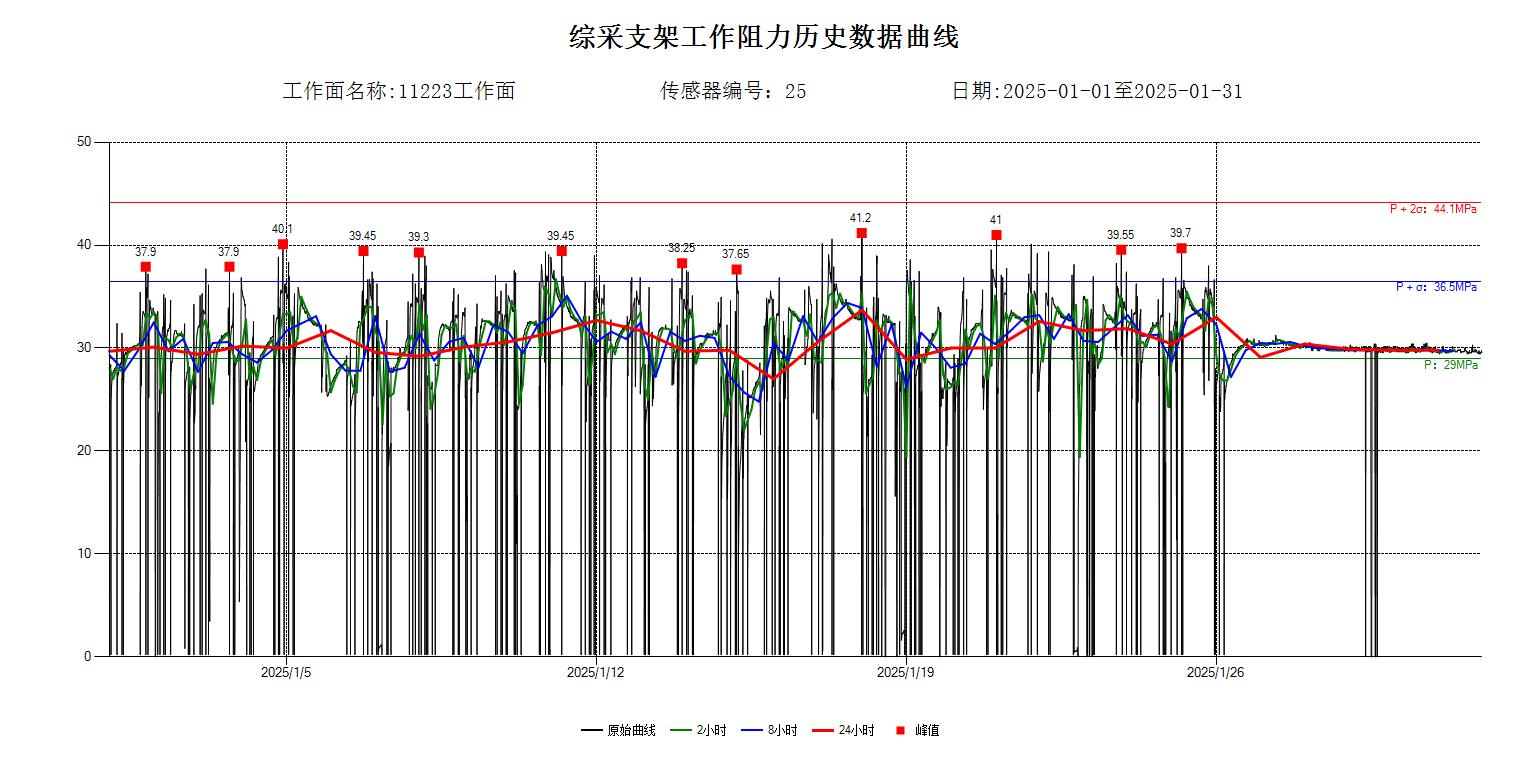 综采支架工作阻力历史数据曲线
工作面名称:11223工作面 传感器编号：25 日期:2025-01-01至2025-01-31
50
P + 2σ：44.1MPa
40
37.9 37.9 40.1 39.45 39.3 39.45 38.25 37.65 41.2 41 39.55 39.7
P + σ：36.5MPa
30
P：29MPa
20
10
0
2025/1/5 2025/1/12 2025/1/19 2025/1/26
原始曲线 2小时 8小时 24小时 峰值